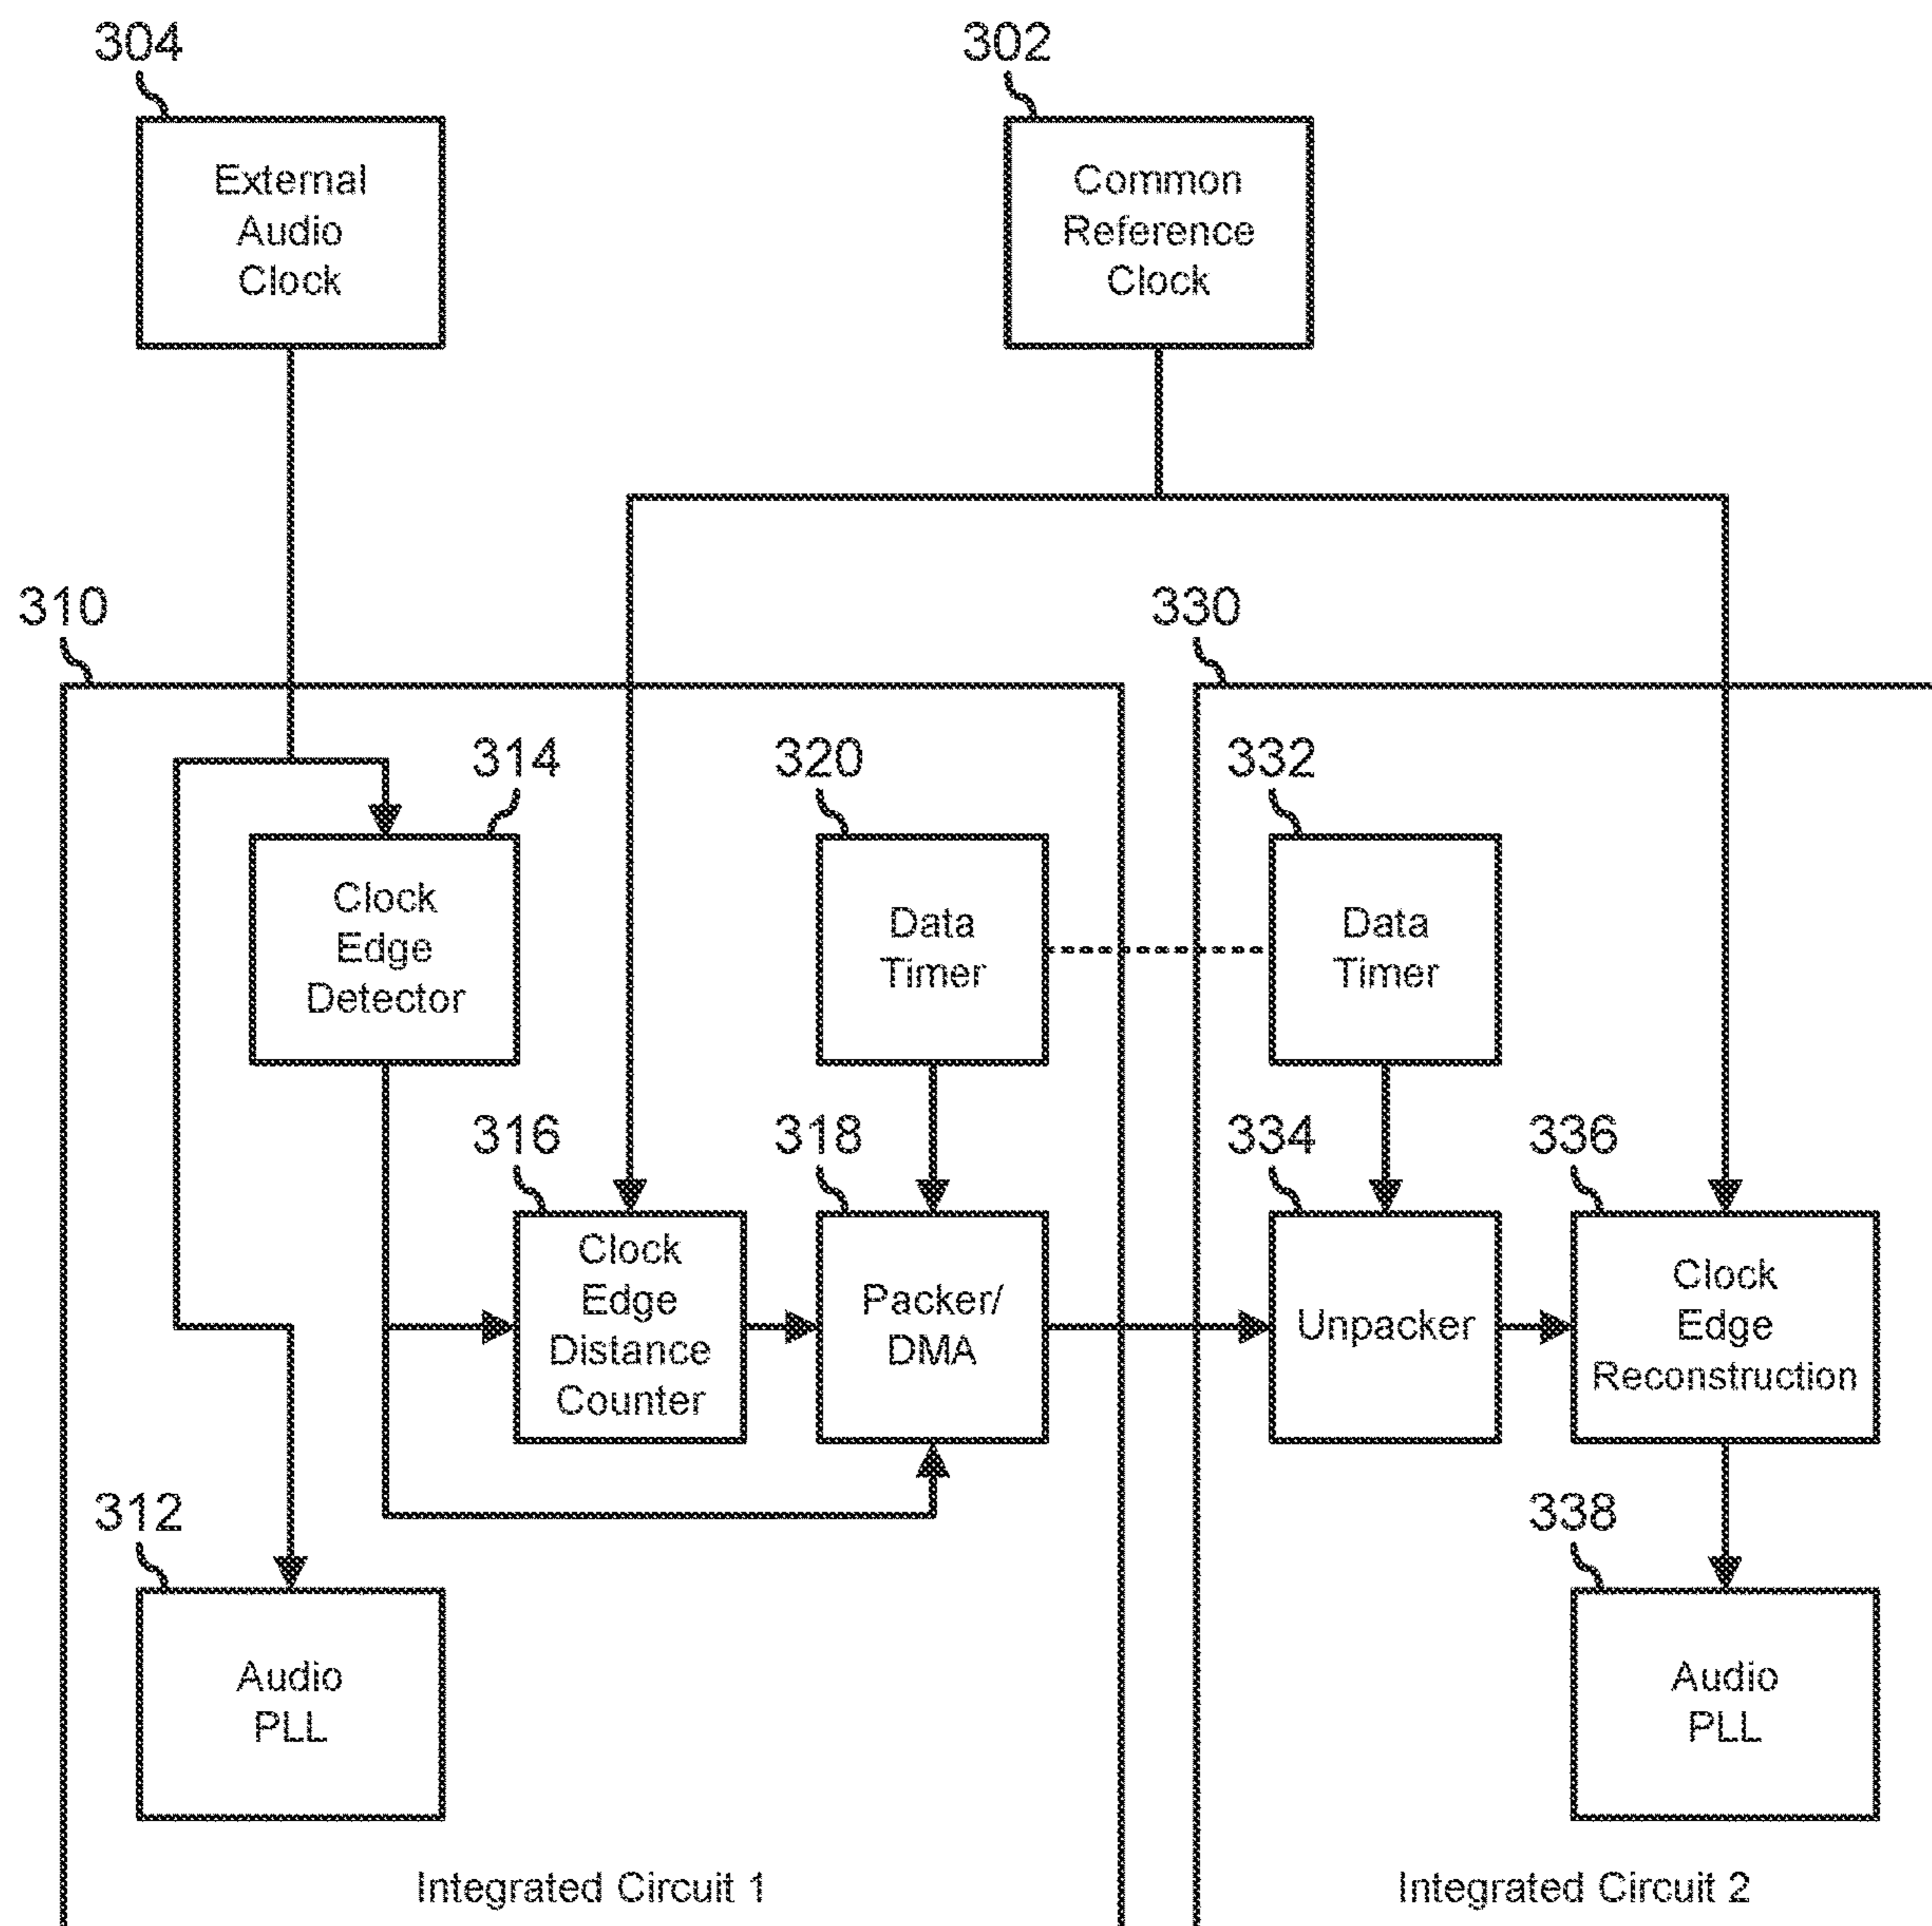 304
302
External
Audio
Clock
Common
Reference
Clock
310
330
314
320
332
Clock
Edge
Detector
Data
Timer
Data
Timer
316
318
334
336
Clock
Edge
Distance
Counter
Packer/
DMA
Unpacker
Clock
Edge
Reconstruction
312
338
Audio
PLL
Audio
PLL
Integrated Circuit 1
Integrated Circuit 2